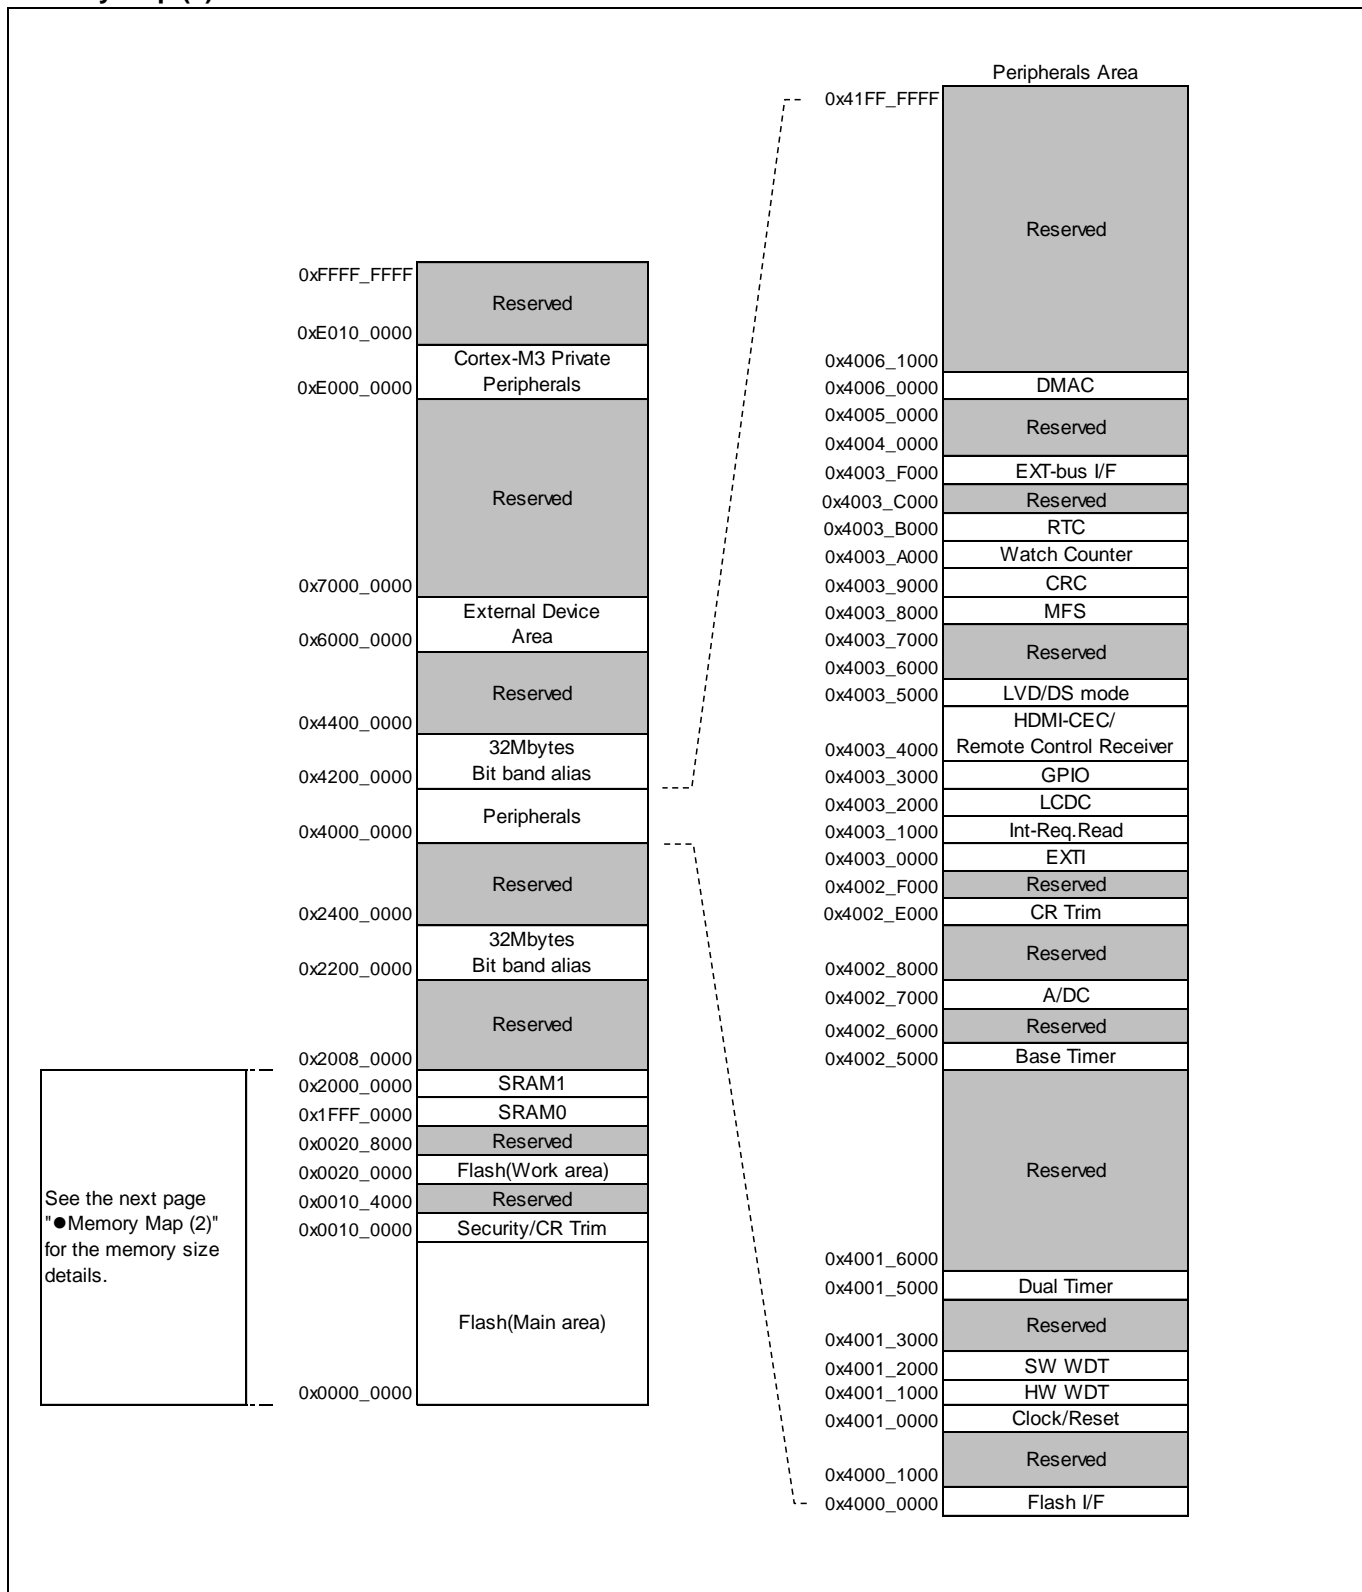 Peripherals Area
0x41FF_FFFF
Reserved
0x4006_1000
0x4006_0000 DMAC
0x4005_0000
Reserved
0x4004_0000
0x4003_F000 EXT-bus I/F
0x4003_C000 Reserved
0x4003_B000 RTC
0x4003_A000 Watch Counter
0x4003_9000 CRC
0x4003_8000 MFS
0x4003_7000
Reserved
0x4003_6000
0x4003_5000 LVD/DS mode
HDMI-CEC/
0x4003_4000 Remote Control Receiver
0x4003_3000 GPIO
0x4003_2000 LCDC
0x4003_1000 Int-Req.Read
0x4003_0000 EXTI
0x4002_F000 Reserved
0x4002_E000 CR Trim
Reserved
0x4002_8000
0x4002_7000 A/DC
0x4002_6000 Reserved
0x4002_5000 Base Timer
Reserved
0x4001_6000
0x4001_5000 Dual Timer
Reserved
0x4001_3000
0x4001_2000 SW WDT
0x4001_1000 HW WDT
0x4001_0000 Clock/Reset
Reserved
0x4000_1000
0x4000_0000 Flash I/F
0xFFFF_FFFF
Reserved
0xE010_0000
Cortex-M3 Private
0xE000_0000 Peripherals
Reserved
0x7000_0000
External Device
0x6000_0000 Area
Reserved
0x4400_0000
32Mbytes
0x4200_0000 Bit band alias
Peripherals
0x4000_0000
Reserved
0x2400_0000
32Mbytes
0x2200_0000 Bit band alias
Reserved
0x2008_0000
0x2000_0000 SRAM1
0x1FFF_0000 SRAM0
0x0020_8000 Reserved
0x0020_0000 Flash(Work area)
0x0010_4000 Reserved
0x0010_0000 Security/CR Trim
Flash(Main area)
0x0000_0000
See the next page
"●Memory Map (2)"
for the memory size
details.